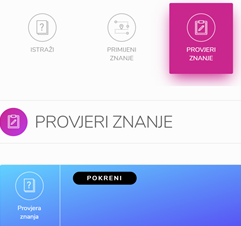 ISTRAŽI
PRIMIJENI
ZNANJE
PROVJERI
ZNANJE
PROVJERI ZNANJE
POKRENI
Provjera
znanja